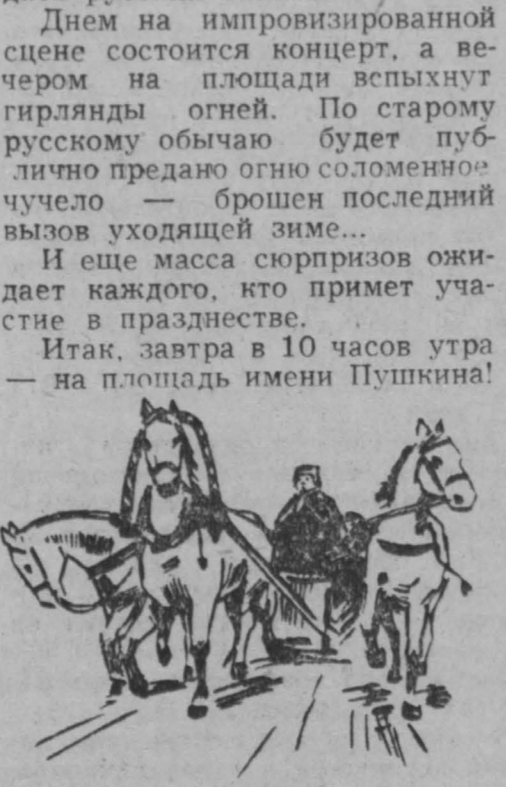 Днем на импровизированной
сцене состоится концерт, а ве-
чером на площади вспыхнут
гирлянды огней. По старому
русскому обычаю будет пуб-
лично предано огню соломенное
чучело — брошен последний
вызов уходящей зиме...
И еще масса сюрпризов ожи-
дает каждого, кто примет уча-
стие в празднестве.
Итак, завтра в 10 часов утра
— на площадь имени Пушкина!